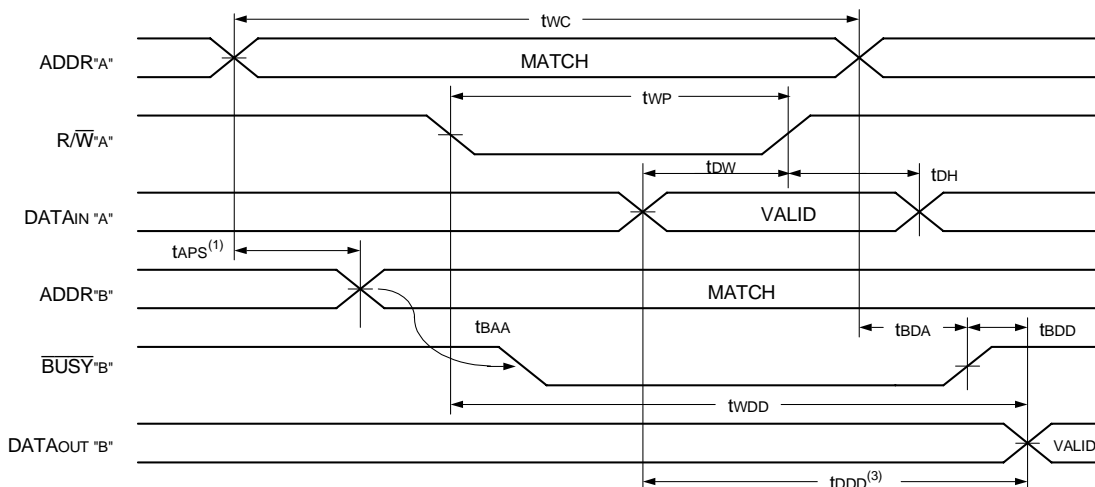 tWC
ADDR"A"
MATCH
tWP
R/W"A"
tDW
tDH
DATAIN "A"
VALID
tAPS(1)
ADDR"B"
MATCH
tBAA
tBDA
tBDD
BUSY"B"
tWDD
DATAOUT "B"
VALID
tDDD(3)